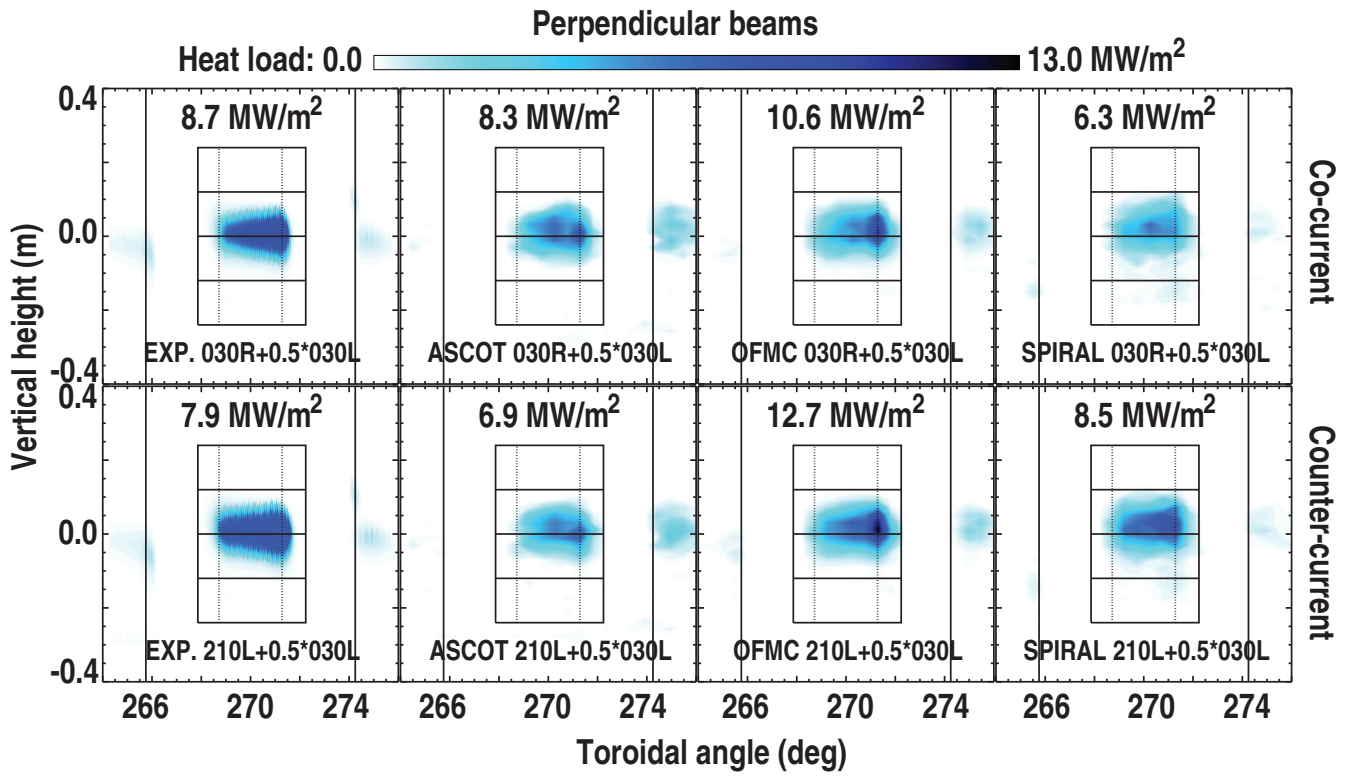 Perpendicular beams
Heat load: 0.0 13.0 MW/m²
0.4 8.7 MW/m² 8.3 MW/m² 10.6 MW/m² 6.3 MW/m²
0.0
-0.4
EXP. 030R+0.5*030L ASCOT 030R+0.5*030L OFMC 030R+0.5*030L SPIRAL 030R+0.5*030L
Co-current
0.4 7.9 MW/m² 6.9 MW/m² 12.7 MW/m² 8.5 MW/m²
0.0
-0.4
EXP. 210L+0.5*030L ASCOT 210L+0.5*030L OFMC 210L+0.5*030L SPIRAL 210L+0.5*030L
Counter-current
Vertical height (m)
266 270 274 266 270 274 266 270 274 266 270 274
Toroidal angle (deg)